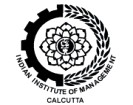 INDIAN INSTITUTE OF MANAGEMENT
CALCUTTA